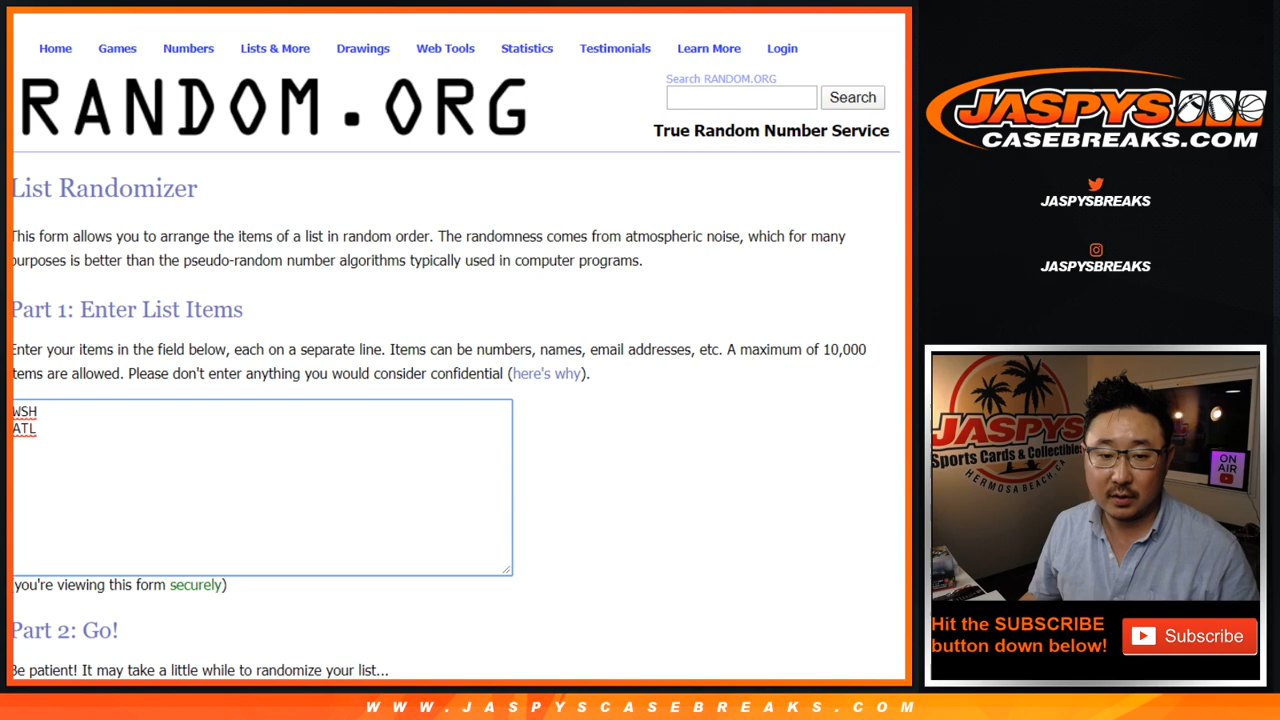 Home Games Numbers Lists & More Drawings Web Tools Statistics Testimonials Learn More Login
RANDOM.ORG
Search RANDOM.ORG
Search
True Random Number Service
List Randomizer
This form allows you to arrange the items of a list in random order. The randomness comes from atmospheric noise, which for many
purposes is better than the pseudo-random number algorithms typically used in computer programs.
Part 1: Enter List Items
Enter your items in the field below, each on a separate line. Items can be numbers, names, email addresses, etc. A maximum of 10,000
items are allowed. Please don't enter anything you would consider confidential (here's why).
WSH
ATL
(you're viewing this form securely)
Part 2: Go!
Be patient! It may take a little while to randomize your list...
JASPYS
CASEBREAKS.COM
JASPYSBREAKS
JASPYSBREAKS
JASPYS
Sports Cards & Collectibles
HERMOSA BEACH CA
ON
AIR
Hit the SUBSCRIBE
button down below!
Subscribe
WWW.JASPYSCASEBREAKS.COM